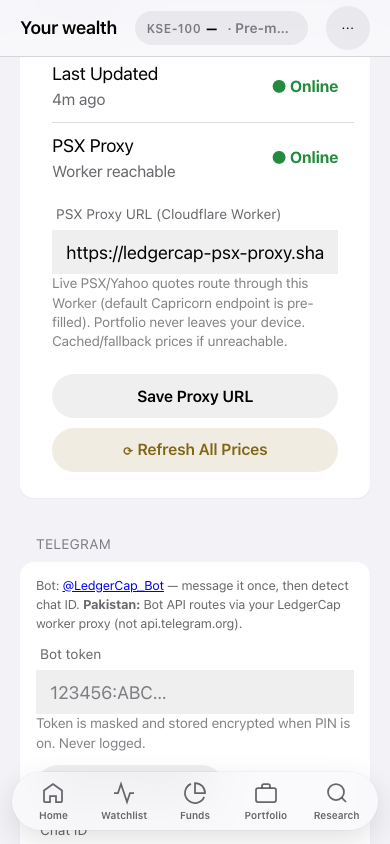 Your wealth
KSE-100 — · Pre-m...
...
Last Updated
4m ago
Online
PSX Proxy
Worker reachable
Online
PSX Proxy URL (Cloudflare Worker)
https://ledgercap-psx-proxy.sha
Live PSX/Yahoo quotes route through this
Worker (default Capricorn endpoint is pre-
filled). Portfolio never leaves your device.
Cached/fallback prices if unreachable.
Save Proxy URL
⟳ Refresh All Prices
TELEGRAM
Bot: @LedgerCap_Bot — message it once, then detect
chat ID. Pakistan: Bot API routes via your LedgerCap
worker proxy (not api.telegram.org).
Bot token
123456:ABC...
Token is masked and stored encrypted when PIN is
on. Never logged.
Home
Watchlist
Funds
Portfolio
Research
Chat ID